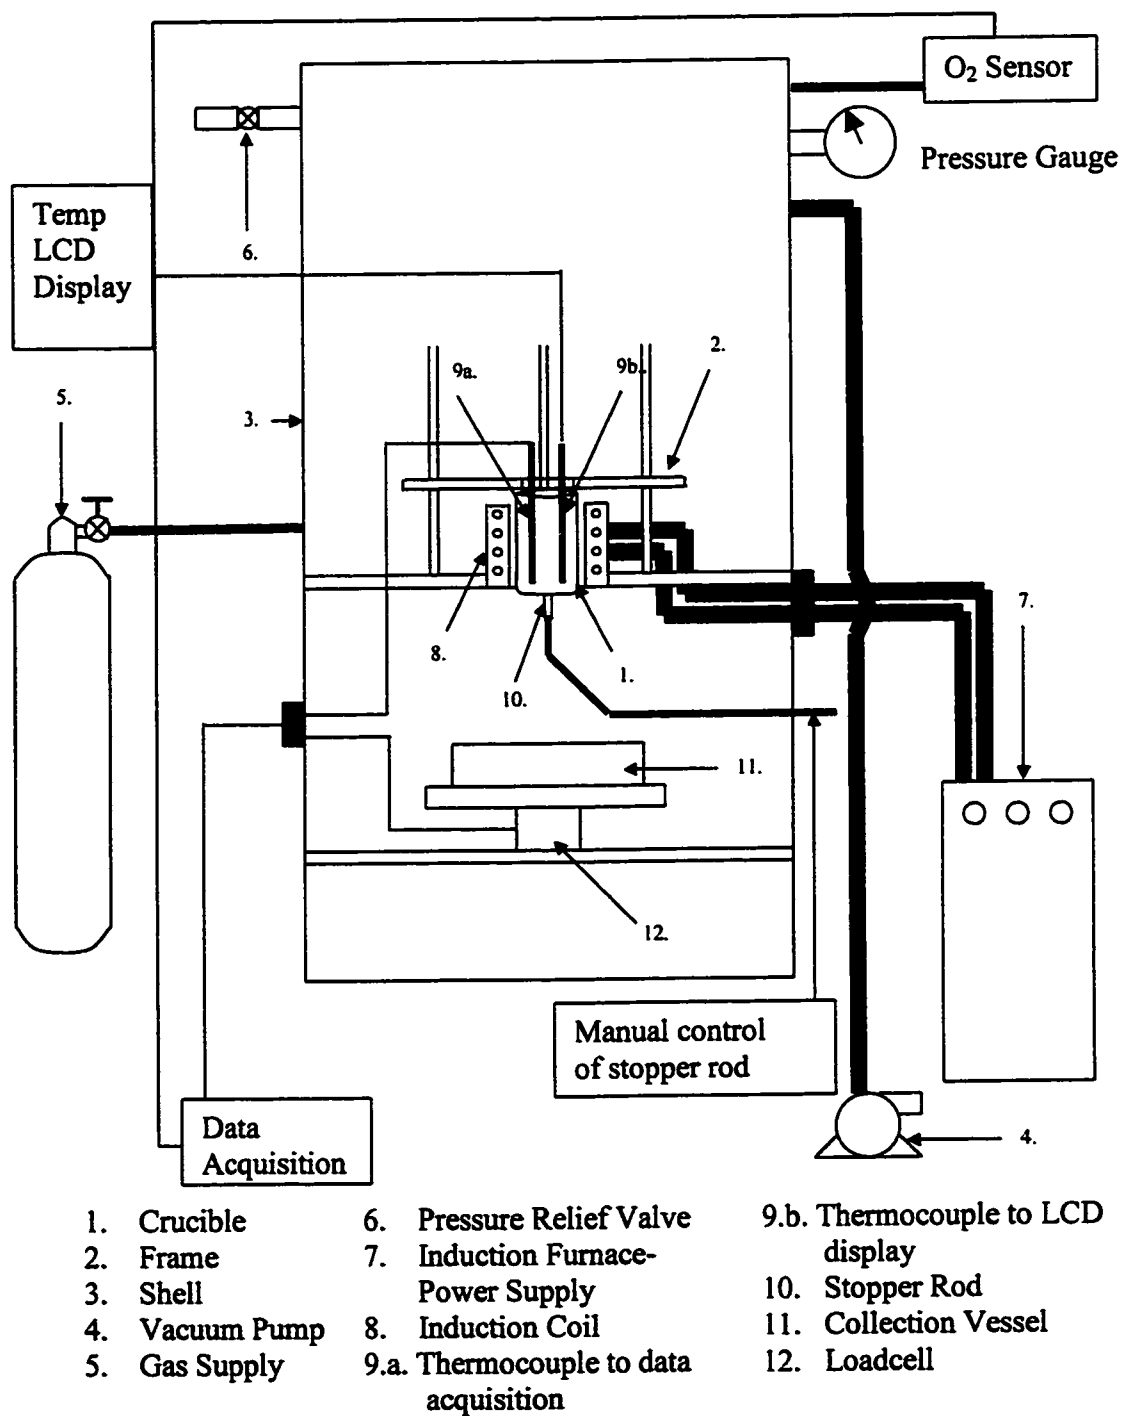 O₂ Sensor
Pressure Gauge
Temp
LCD
Display
6.
2.
9a.
9b.
5.
3.
7.
8.
1.
10.
11.
12.
Manual control
of stopper rod
Data
Acquisition
4.
1. Crucible
2. Frame
3. Shell
4. Vacuum Pump
5. Gas Supply
6. Pressure Relief Valve
7. Induction Furnace-
Power Supply
8. Induction Coil
9.a. Thermocouple to data
acquisition
9.b. Thermocouple to LCD
display
10. Stopper Rod
11. Collection Vessel
12. Loadcell